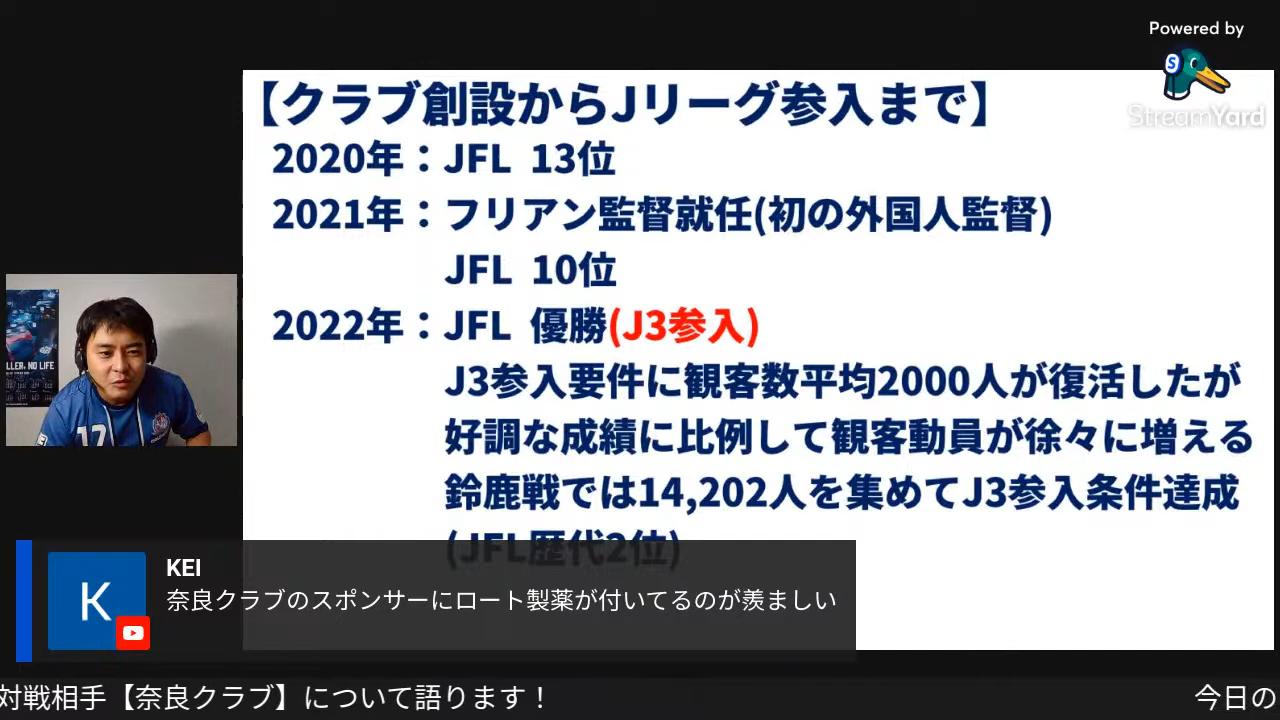 Powered by
StreamYard
【クラブ創設からJリーグ参入まで】
2020年：JFL 13位
2021年：フリアン監督就任(初の外国人監督)
JFL 10位
2022年：JFL 優勝(J3参入)
J3参入要件に観客数平均2000人が復活したが
好調な成績に比例して観客動員が徐々に増える
鈴鹿戦では14,202人を集めてJ3参入条件達成
(JFL歴代2位)
LLER, NO LIFE
17
K
KEI
奈良クラブのスポンサーにロート製薬が付いてるのが羨ましい
対戦相手【奈良クラブ】について語ります！
今日の